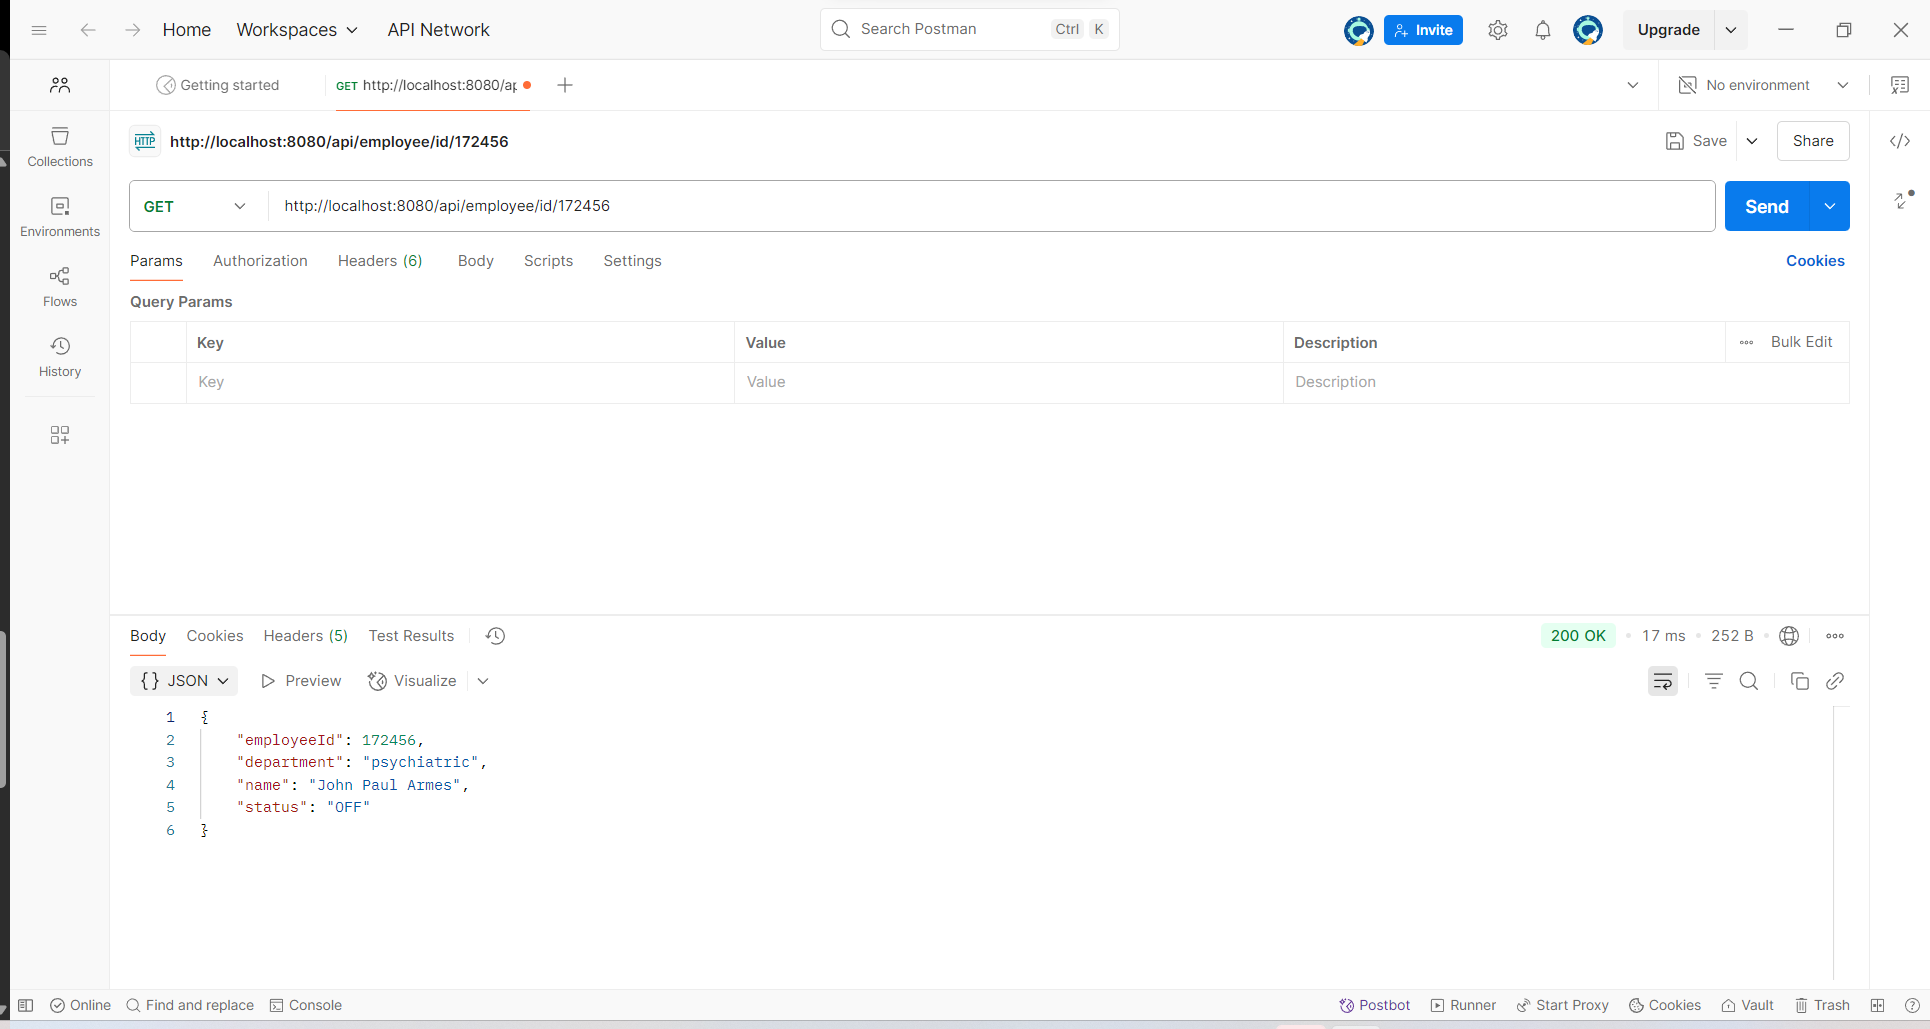 Home Workspaces API Network Search Postman Ctrl K Invite Upgrade
Getting started GET http://localhost:8080/ap No environment
HTTP http://localhost:8080/api/employee/id/172456 Save Share
Collections
GET http://localhost:8080/api/employee/id/172456 Send
Environments
Params Authorization Headers (6) Body Scripts Settings Cookies
Flows
Query Params
Key Value Description Bulk Edit
History
Key Value Description
Body Cookies Headers (5) Test Results 200 OK 17 ms 252 B
{} JSON Preview Visualize
1 {
2 "employeeId": 172456,
3 "department": "psychiatric",
4 "name": "John Paul Armes",
5 "status": "OFF"
6 }
Online Find and replace Console Postbot Runner Start Proxy Cookies Vault Trash